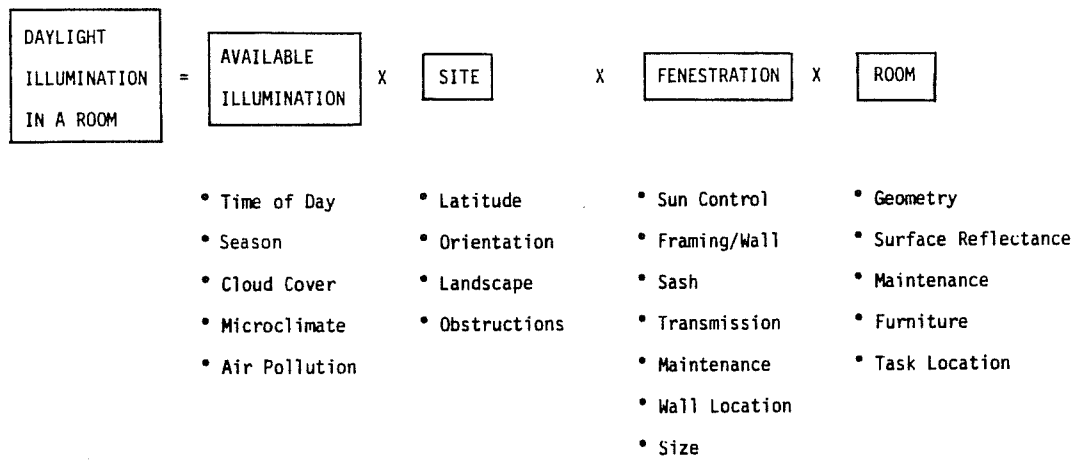 DAYLIGHT
ILLUMINATION
IN A ROOM
=
AVAILABLE
ILLUMINATION
X
SITE
X
FENESTRATION
X
ROOM
• Time of Day
• Season
• Cloud Cover
• Microclimate
• Air Pollution
• Latitude
• Orientation
• Landscape
• Obstructions
• Sun Control
• Framing/Wall
• Sash
• Transmission
• Maintenance
• Wall Location
• Size
• Geometry
• Surface Reflectance
• Maintenance
• Furniture
• Task Location